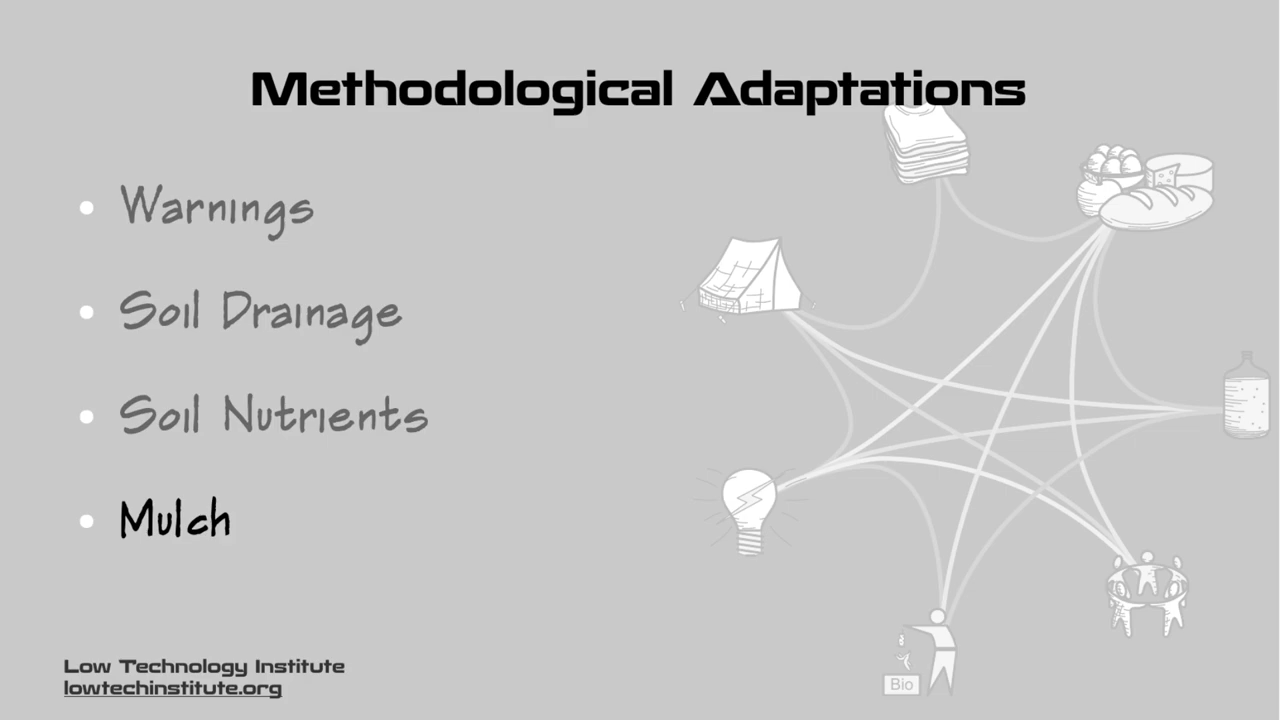 Methodological Adaptations
• Warnings
• Soil Drainage
• Soil Nutrients
• Mulch
Bio
Low Technology Institute
lowtechinstitute.org